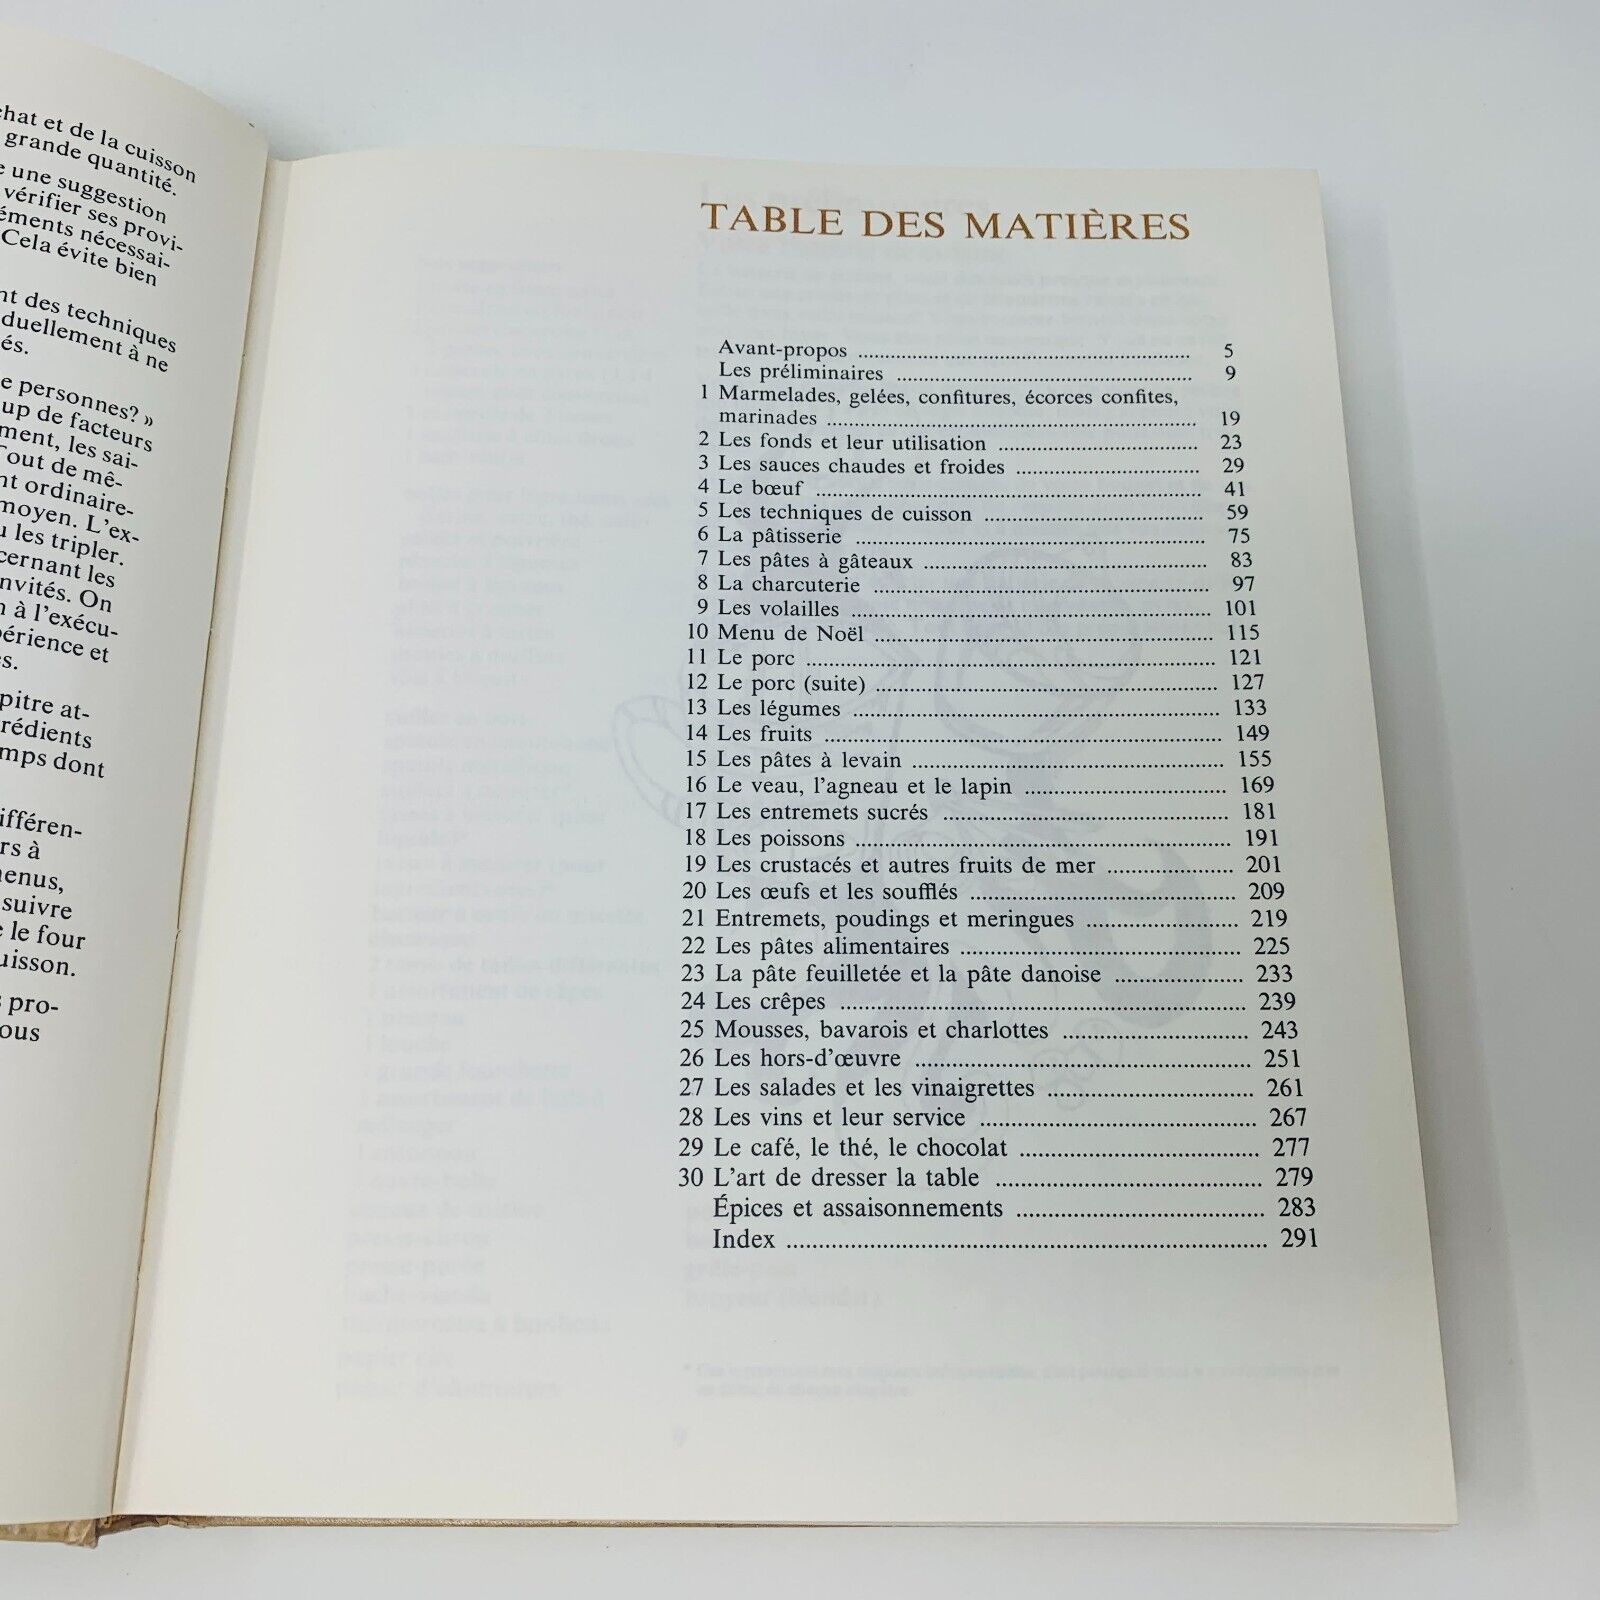 chat et de la cuisson
grande quantité.
une suggestion
vérifier ses provi-
éments nécessai-
Cela évite bien
nt des techniques
duellement à ne
és.
e personnes? »
up de facteurs
ment, les sai-
Tout de mê-
nt ordinaire-
moyen. L'ex-
u les tripler.
cernant les
nvités. On
n à l'exécu-
périence et
es.
pitre at-
rédients
mps dont
ifféren-
rs à
enus,
suivre
e le four
uisson.
s pro-
ous
TABLE DES MATIÈRES
Avant-propos .......... 5
Les préliminaires .......... 9
1 Marmelades, gelées, confitures, écorces confites,
marinades .......... 19
2 Les fonds et leur utilisation .......... 23
3 Les sauces chaudes et froides .......... 29
4 Le bœuf .......... 41
5 Les techniques de cuisson .......... 59
6 La pâtisserie .......... 75
7 Les pâtes à gâteaux .......... 83
8 La charcuterie .......... 97
9 Les volailles .......... 101
10 Menu de Noël .......... 115
11 Le porc .......... 121
12 Le porc (suite) .......... 127
13 Les légumes .......... 133
14 Les fruits .......... 149
15 Les pâtes à levain .......... 155
16 Le veau, l'agneau et le lapin .......... 169
17 Les entremets sucrés .......... 181
18 Les poissons .......... 191
19 Les crustacés et autres fruits de mer .......... 201
20 Les œufs et les soufflés .......... 209
21 Entremets, poudings et meringues .......... 219
22 Les pâtes alimentaires .......... 225
23 La pâte feuilletée et la pâte danoise .......... 233
24 Les crêpes .......... 239
25 Mousses, bavarois et charlottes .......... 243
26 Les hors-d'œuvre .......... 251
27 Les salades et les vinaigrettes .......... 261
28 Les vins et leur service .......... 267
29 Le café, le thé, le chocolat .......... 277
30 L'art de dresser la table .......... 279
Épices et assaisonnements .......... 283
Index .......... 291